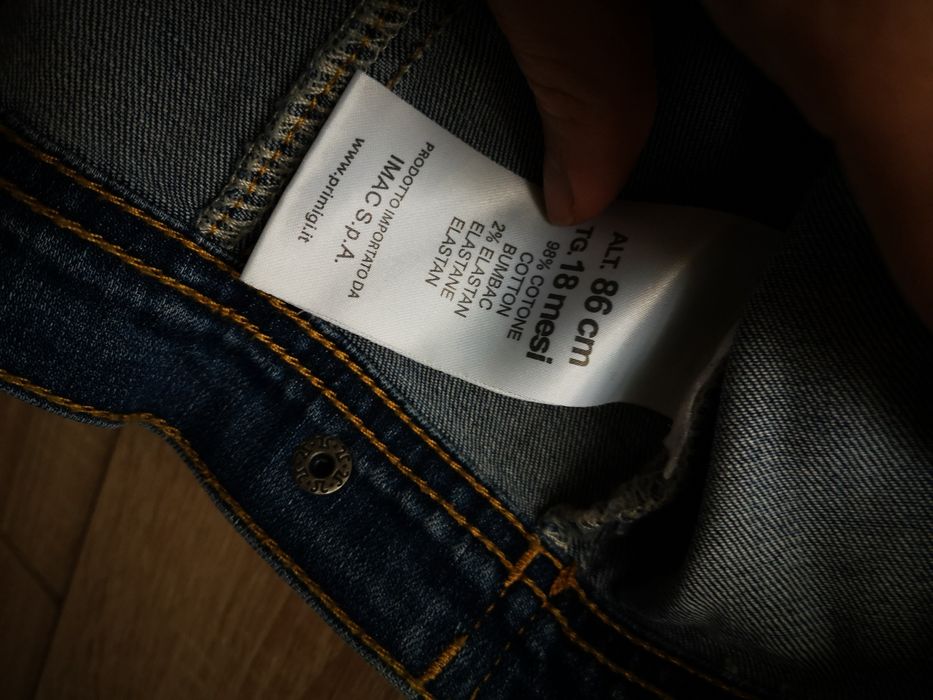 ALT. 86 cm
TG. 18 mesi
98% COTONE
COTTON
BUMBAC
2% ELASTAN
ELASTANE
ELASTAN
PRODOTTO IMPORTATO DA
IMAC S.p.A.
www.primigi.it